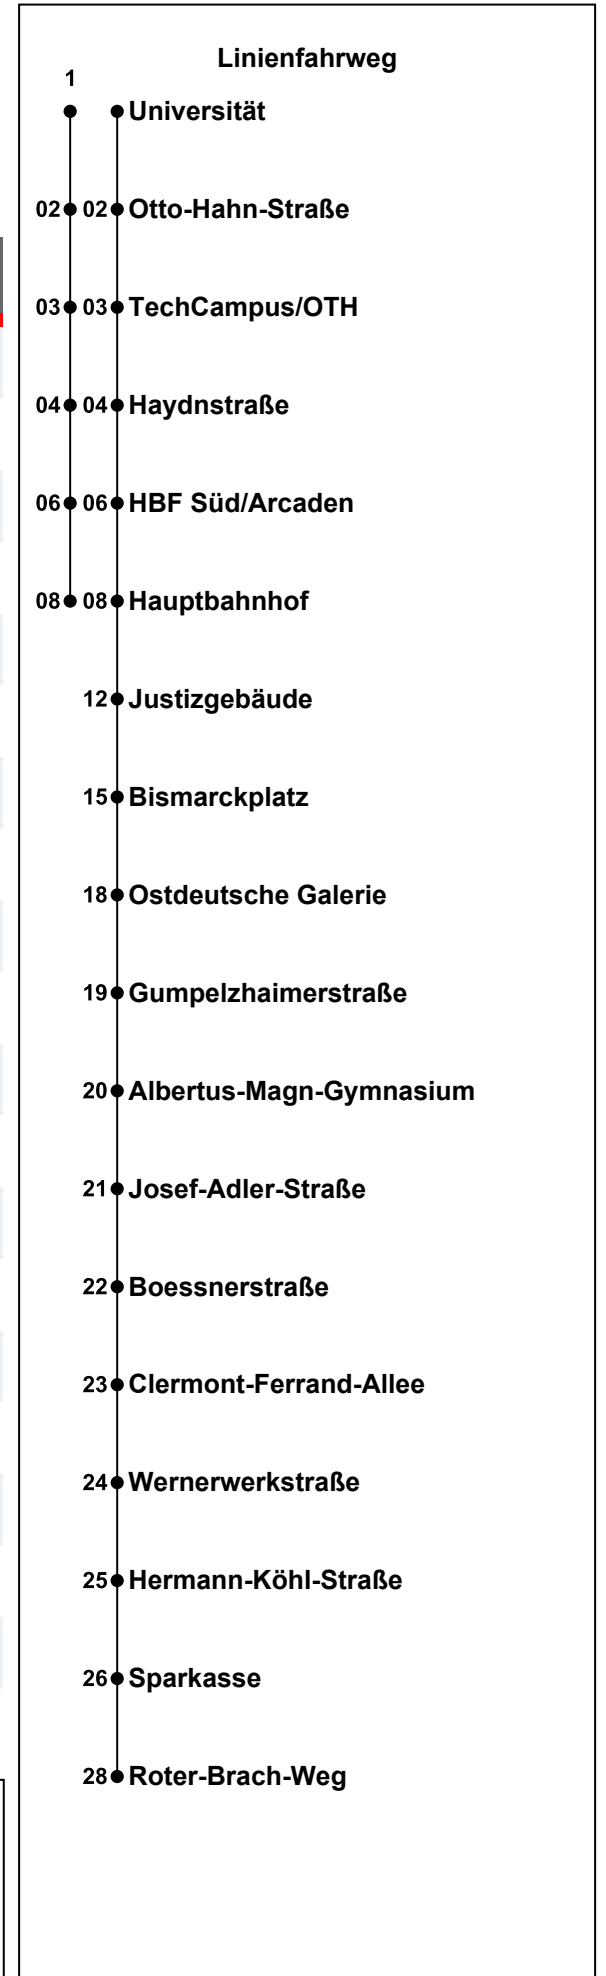 Linienfahrweg
1
Universität
02 02 Otto-Hahn-Straße
03 03 TechCampus/OTH
04 04 Haydnstraße
06 06 HBF Süd/Arcaden
08 08 Hauptbahnhof
12 Justizgebäude
15 Bismarckplatz
18 Ostdeutsche Galerie
19 Gumpelzhaimerstraße
20 Albertus-Magn-Gymnasium
21 Josef-Adler-Straße
22 Boessnerstraße
23 Clermont-Ferrand-Allee
24 Wernerwerkstraße
25 Hermann-Köhl-Straße
26 Sparkasse
28 Roter-Brach-Weg